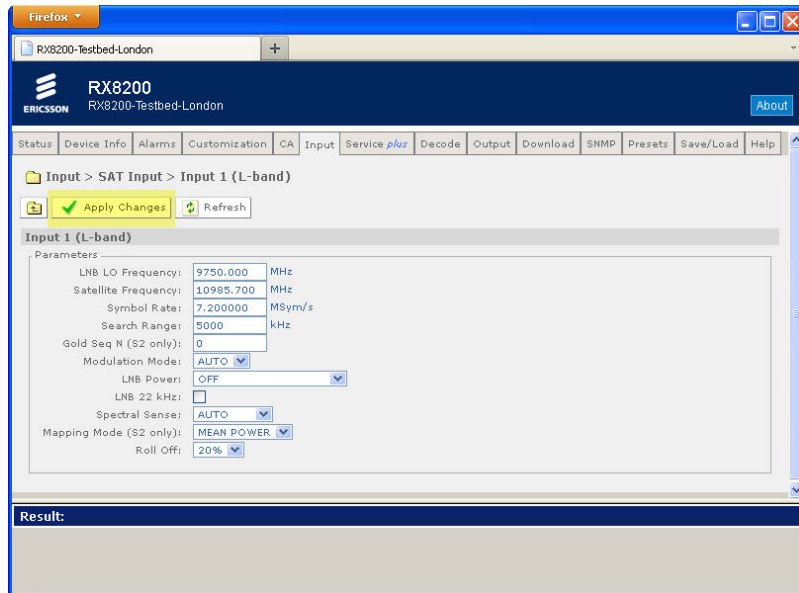 Firefox
RX8200-Testbed-London
RX8200
ERICSSON RX8200-Testbed-London About
Status Device Info Alarms Customization CA Input Service plus Decode Output Download SNMP Presets Save/Load Help
Input > SAT Input > Input 1 (L-band)
Apply Changes Refresh
Input 1 (L-band)
Parameters
LNB LO Frequency: 9750.000 MHz
Satellite Frequency: 10985.700 MHz
Symbol Rate: 7.200000 MSym/s
Search Range: 5000 kHz
Gold Seq N (S2 only): 0
Modulation Mode: AUTO
LNB Power: OFF
LNB 22 kHz:
Spectral Sense: AUTO
Mapping Mode (S2 only): MEAN POWER
Roll Off: 20%
Result: